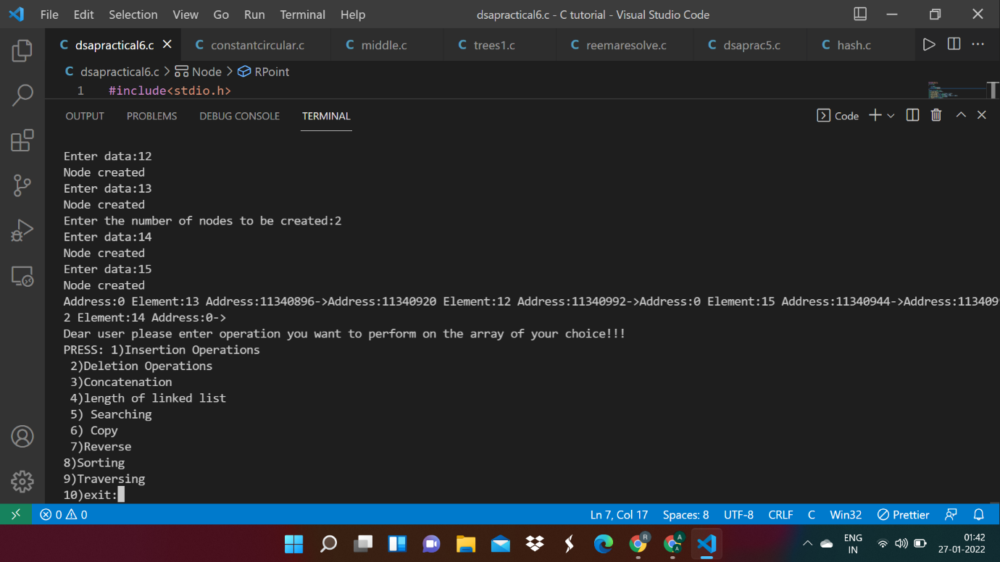 File Edit Selection View Go Run Terminal Help dsapractical6.c - C tutorial - Visual Studio Code
C dsapractical6.c C constantcircular.c C middle.c C trees1.c C reemaresolve.c C dsaprac5.c C hash.c
C dsapractical6.c > Node > RPoint
1 #include<stdio.h>
OUTPUT PROBLEMS DEBUG CONSOLE TERMINAL Code
Enter data:12
Node created
Enter data:13
Node created
Enter the number of nodes to be created:2
Enter data:14
Node created
Enter data:15
Node created
Address:0 Element:13 Address:11340896->Address:11340920 Element:12 Address:11340992->Address:0 Element:15 Address:11340944->Address:1134099
2 Element:14 Address:0->
Dear user please enter operation you want to perform on the array of your choice!!!
PRESS: 1)Insertion Operations
2)Deletion Operations
3)Concatenation
4)length of linked list
5) Searching
6) Copy
7)Reverse
8)Sorting
9)Traversing
10)exit:
0 0 Ln 7, Col 17 Spaces: 8 UTF-8 CRLF C Win32 Prettier
ENG
IN
01:42
27-01-2022